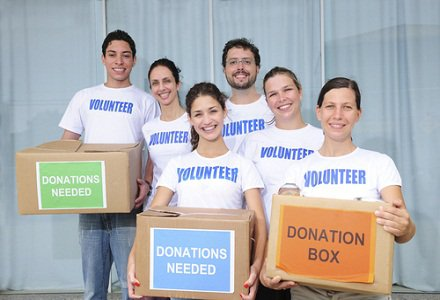 VOLUNTEER
VOLUNTEER
VOLUNTEER
VOLUNTEER
VOLUNTEER
VOLUNTEER
DONATIONS
NEEDED
DONATIONS
NEEDED
DONATION
BOX